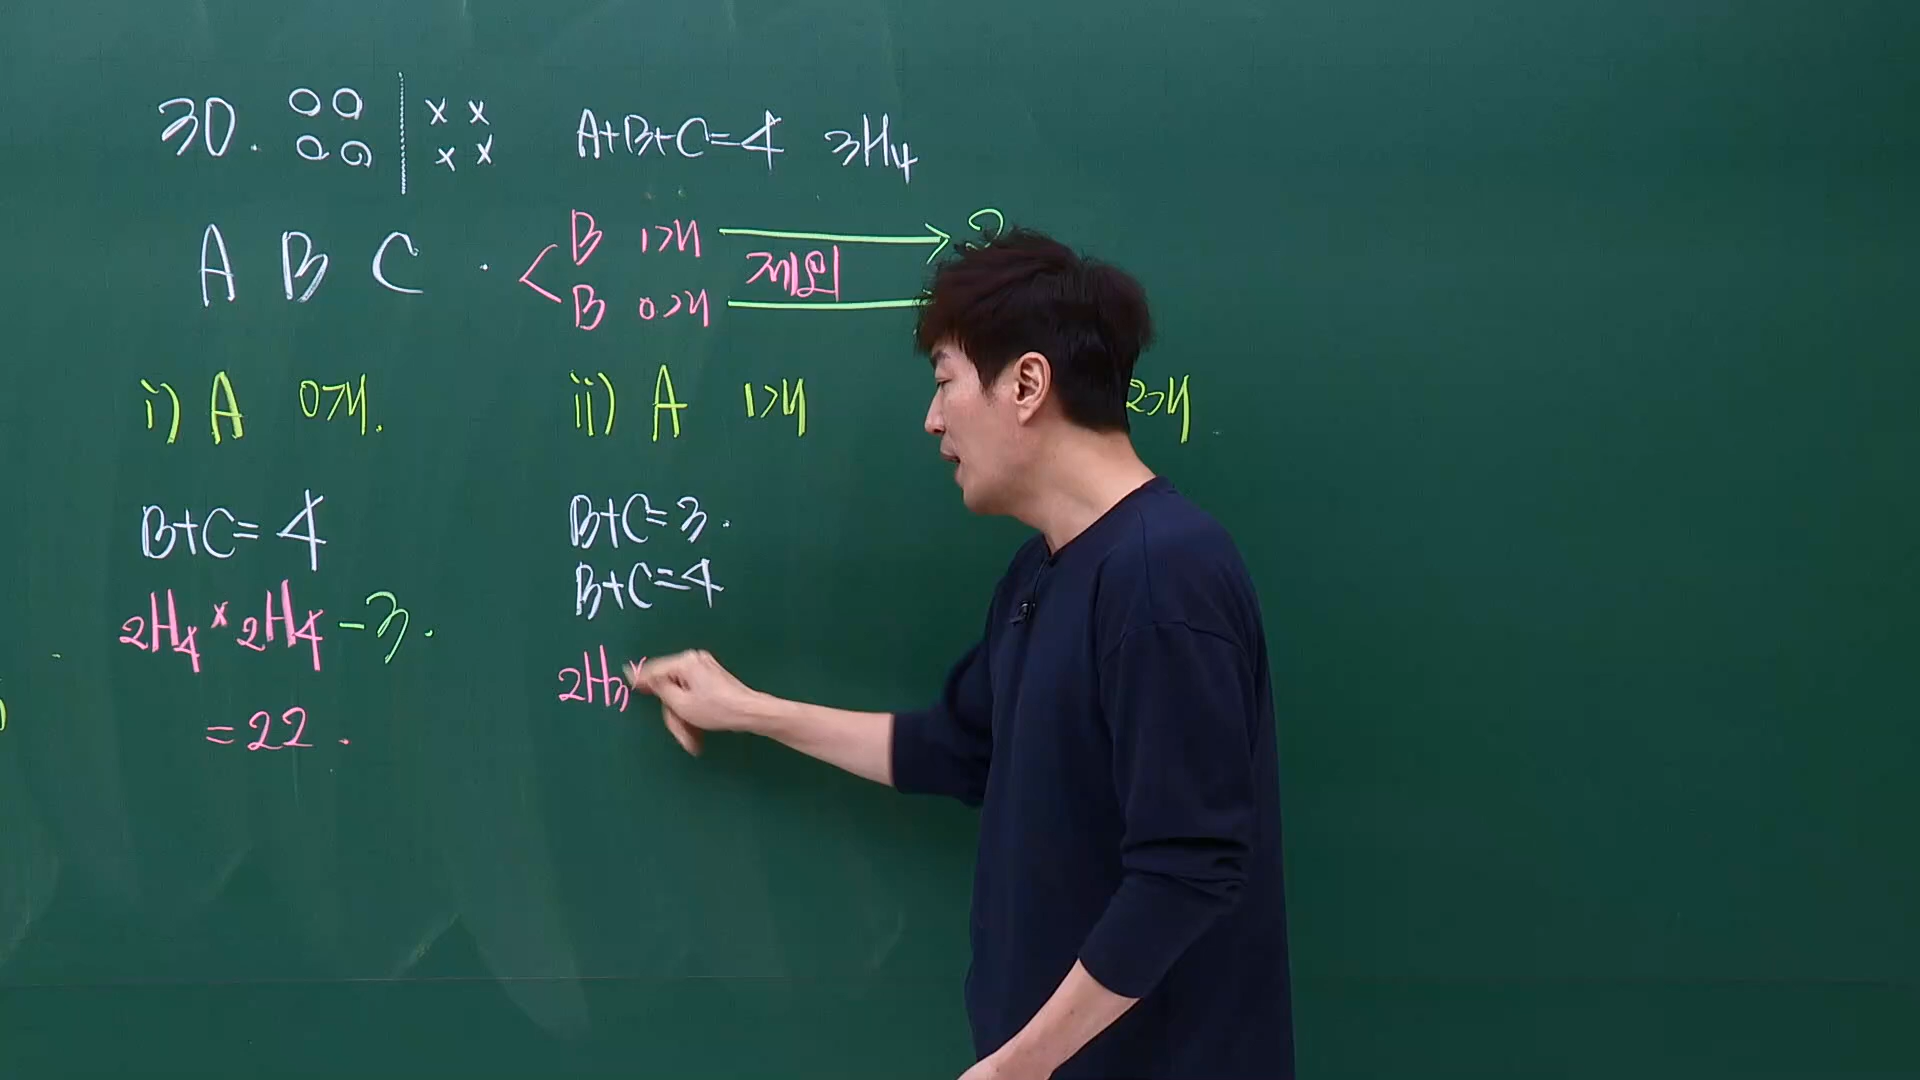 30. ○○ | ××
○○ | ××
A+B+C=4 ₃H₄
A B C . < B 1개 → 2
B 0개
제외
i) A 0개.
ii) A 1개
2개
B+C=4
₂H₄×₂H₄-3.
=22.
B+C=3.
B+C=4
₂H₃×